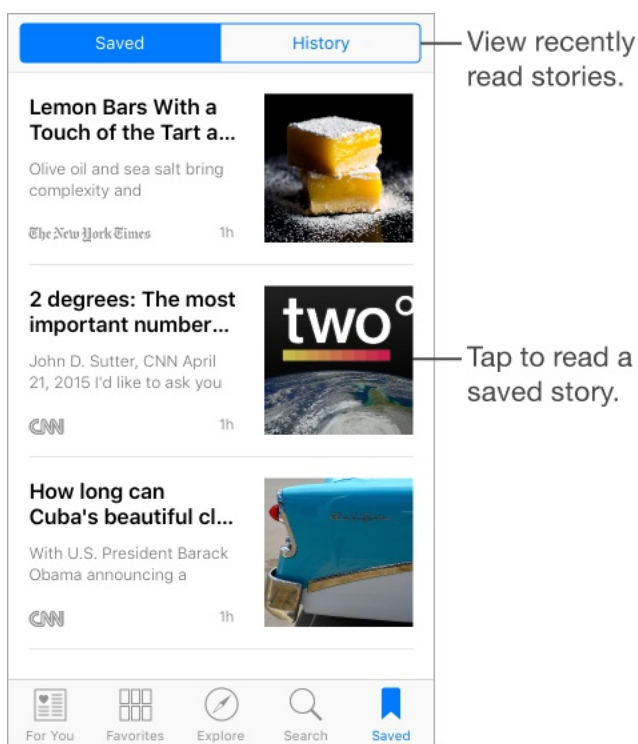 Saved
History
View recently
read stories.
Lemon Bars With a
Touch of the Tart a...
Olive oil and sea salt bring
complexity and
The New York Times
1h
2 degrees: The most
important number...
two°
John D. Sutter, CNN April
21, 2015 I'd like to ask you
CNN
1h
Tap to read a
saved story.
How long can
Cuba's beautiful cl...
With U.S. President Barack
Obama announcing a
CNN
1h
For You
Favorites
Explore
Search
Saved